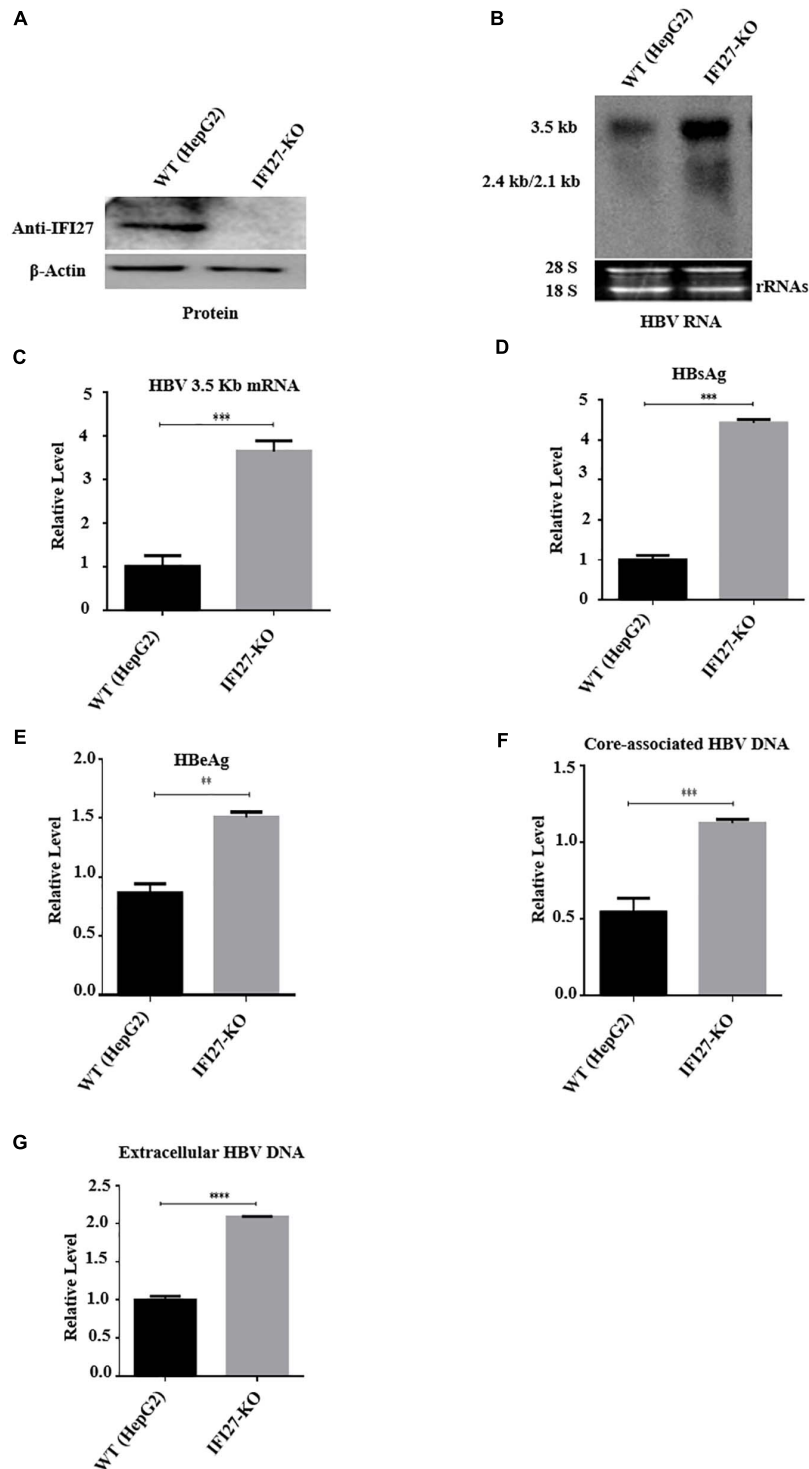 A
WT (HepG2)
IFI27-KO
Anti-IFI27
β-Actin
Protein
B
WT (HepG2)
IFI27-KO
3.5 kb
2.4 kb/2.1 kb
28 S
18 S
rRNAs
HBV RNA
C
HBV 3.5 Kb mRNA
***
Relative Level
5
4
3
2
1
0
WT (HepG2)
IFI27-KO
D
HBsAg
***
Relative Level
5
4
3
2
1
0
WT (HepG2)
IFI27-KO
E
HBeAg
**
Relative Level
2.0
1.5
1.0
0.5
0.0
WT (HepG2)
IFI27-KO
F
Core-associated HBV DNA
***
Relative Level
1.5
1.0
0.5
0.0
WT (HepG2)
IFI27-KO
G
Extracellular HBV DNA
****
Relative Level
2.5
2.0
1.5
1.0
0.5
0.0
WT (HepG2)
IFI27-KO